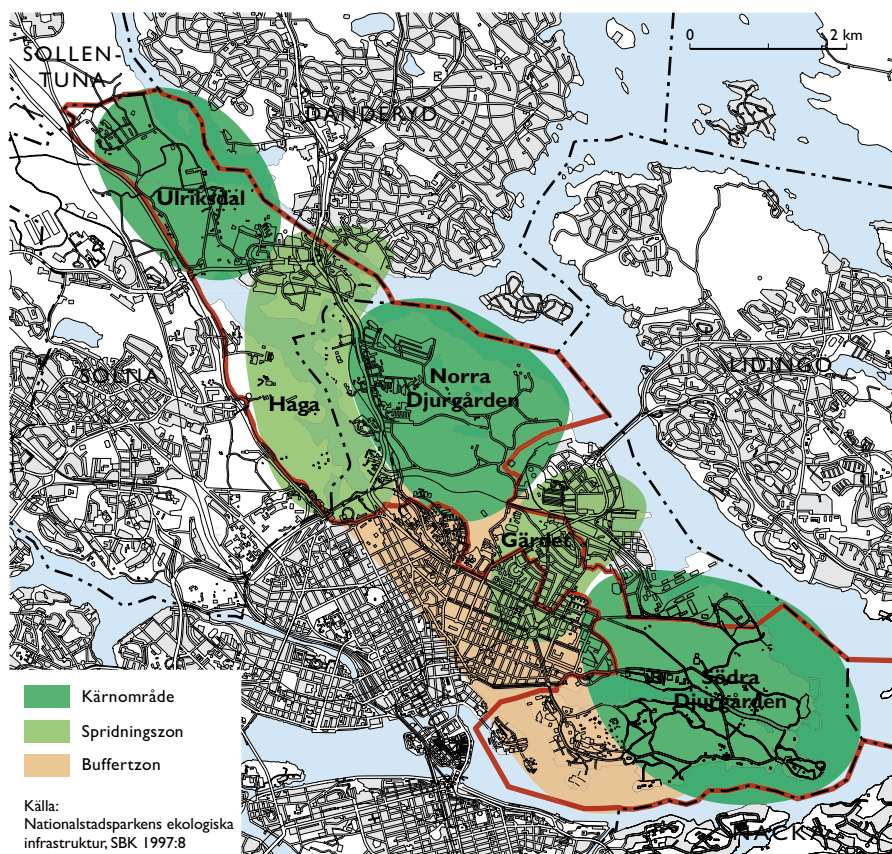 SOLLEN-
TUNA
0 2 km
DANDERYD
Ulriksdal
LIDINGÖ
SOLNA
Norra
Djurgården
Haga
Gärdet
Södra
Djurgården
Kärnområde
Spridningszon
Buffertzon
Källa:
Nationalstadsparkens ekologiska
infrastruktur, SBK 1997:8
NACKA